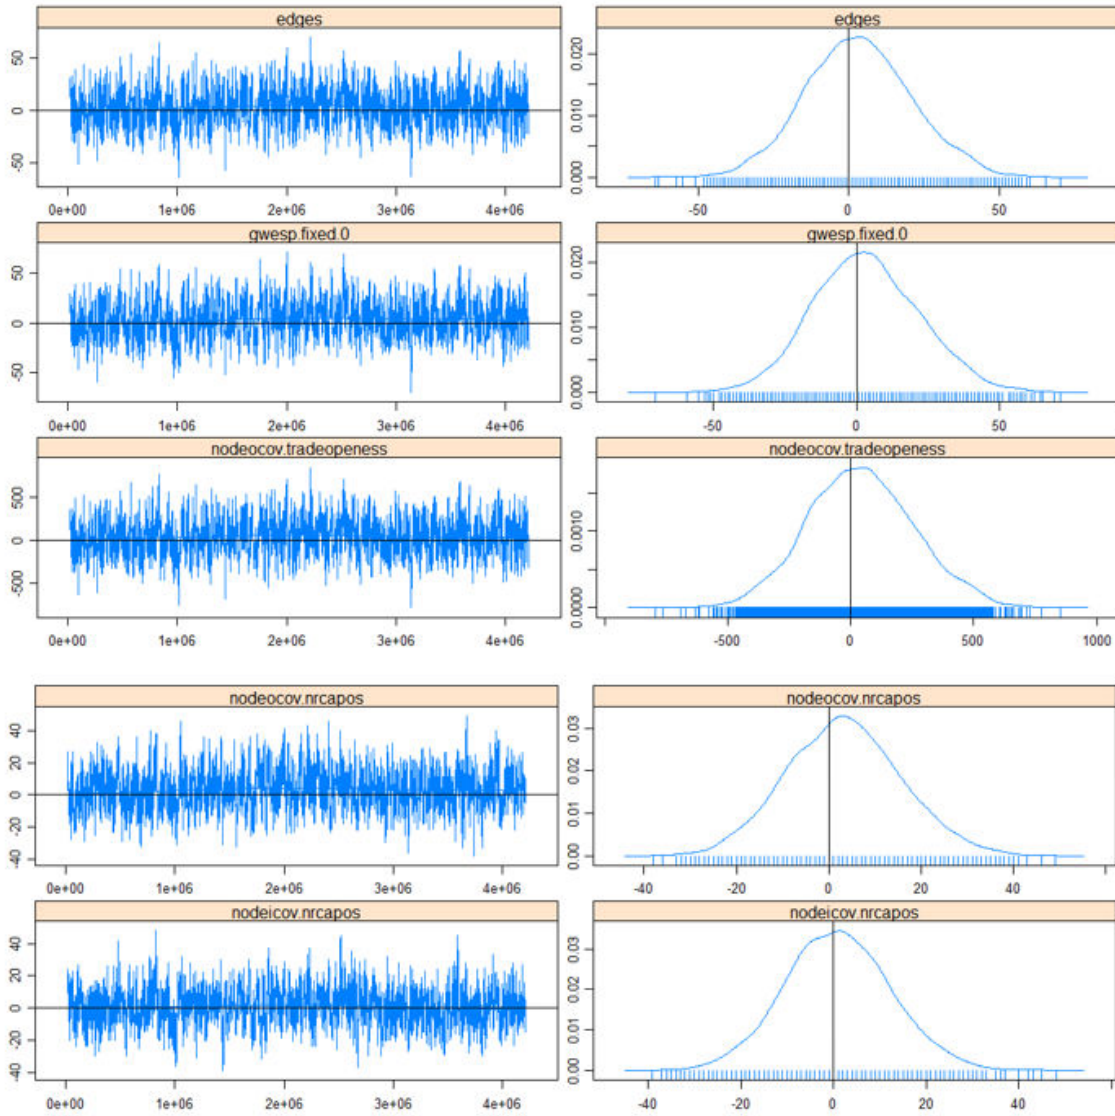 edges
edges
50
0
-50
0.020
0.010
0.000
0e+00 1e+06 2e+06 3e+06 4e+06
-50 0 50
gwesp.fixed.0
gwesp.fixed.0
50
0
-50
0.020
0.010
0.000
0e+00 1e+06 2e+06 3e+06 4e+06
-50 0 50
nodeocov.tradeopeness
nodeocov.tradeopeness
500
0
-500
0.0010
0.0000
0e+00 1e+06 2e+06 3e+06 4e+06
-500 0 500 1000
nodeocov.nrcapos
nodeocov.nrcapos
40
20
0
-20
-40
0.03
0.02
0.01
0.00
0e+00 1e+06 2e+06 3e+06 4e+06
-40 -20 0 20 40
nodeicov.nrcapos
nodeicov.nrcapos
40
20
0
-20
-40
0.03
0.02
0.01
0.00
0e+00 1e+06 2e+06 3e+06 4e+06
-40 -20 0 20 40